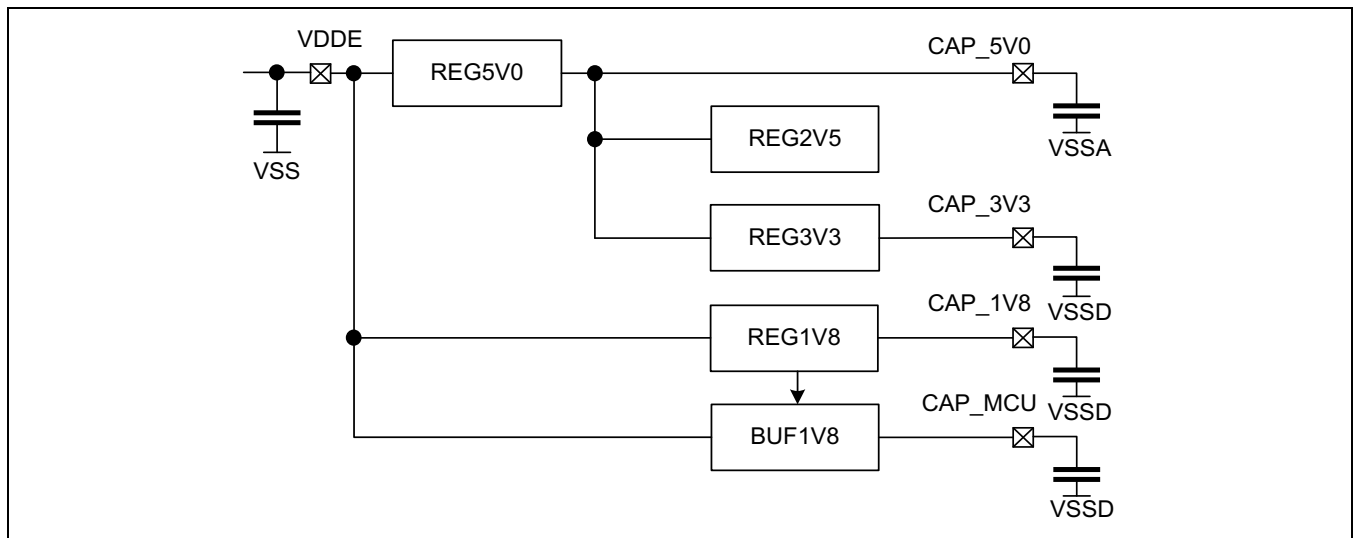 VDDE
REG5V0
CAP_5V0
VSS
REG2V5
VSSA
CAP_3V3
REG3V3
VSSD
CAP_1V8
REG1V8
VSSD
CAP_MCU
BUF1V8
VSSD